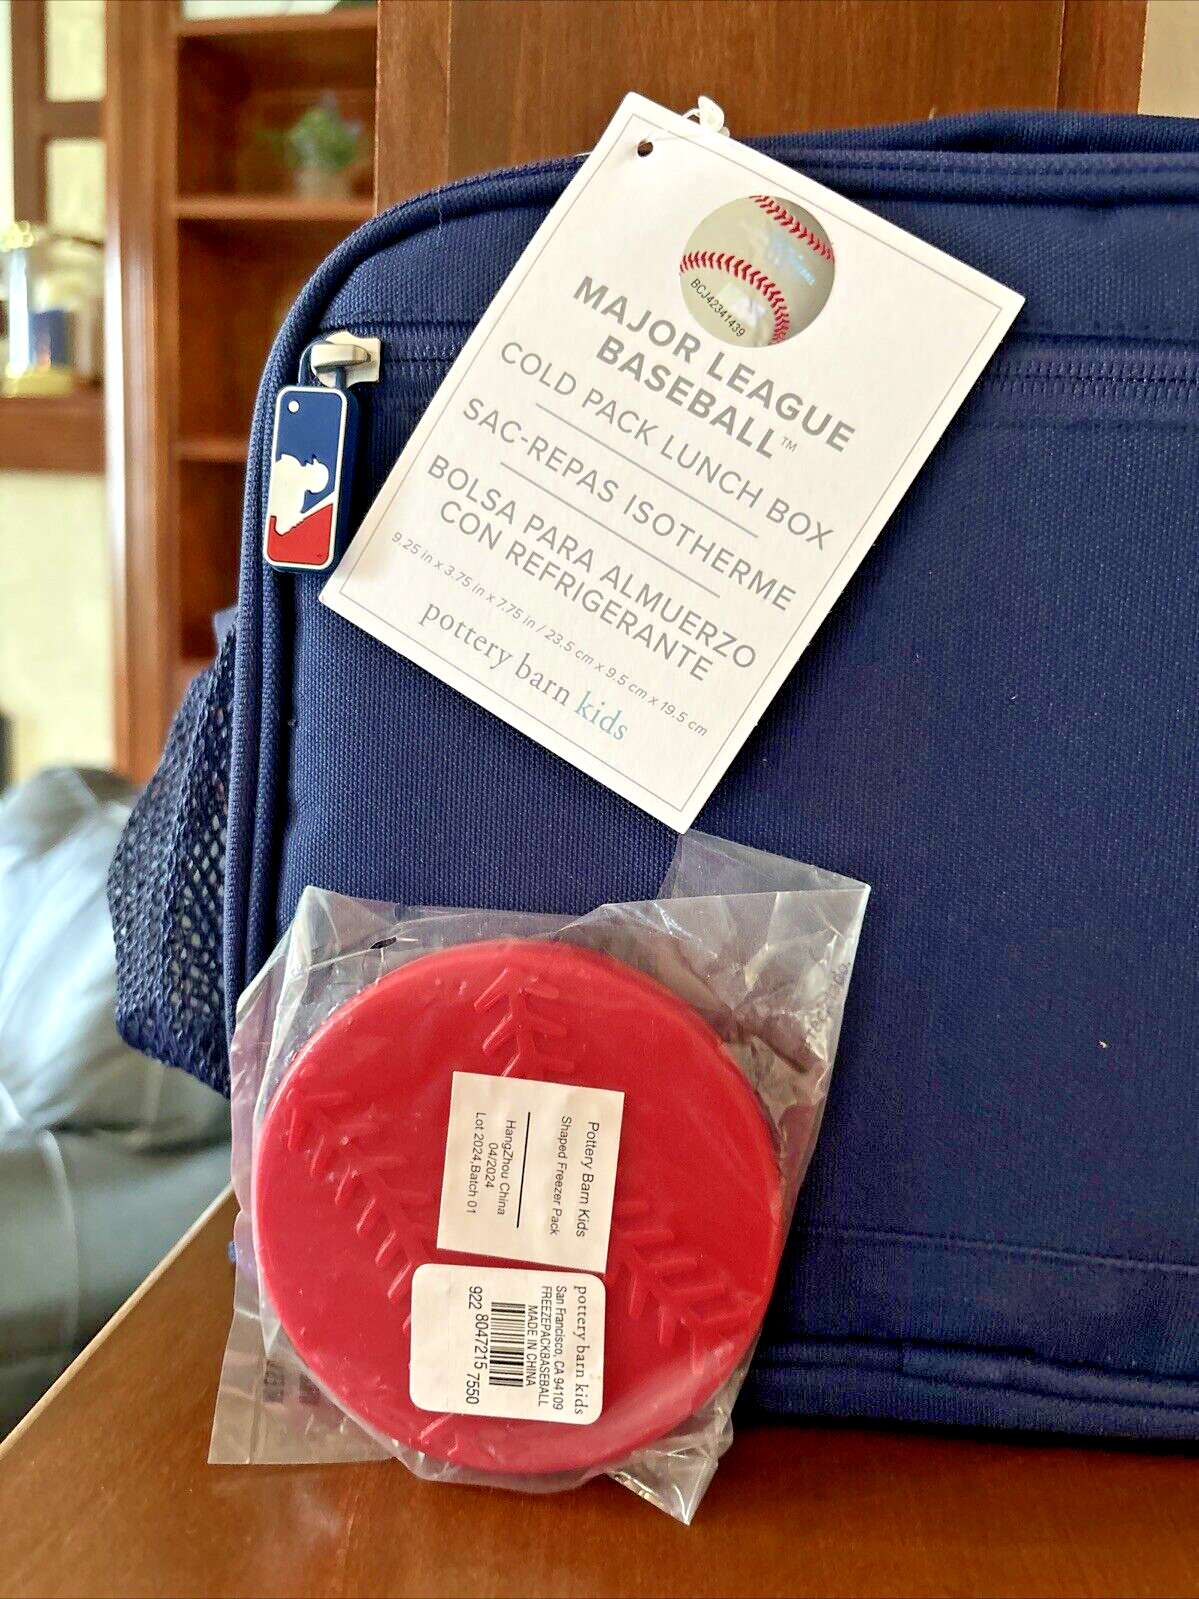 BCJ42341439
MAJOR LEAGUE
BASEBALL™
COLD PACK LUNCH BOX
SAC-REPAS ISOTHERME
BOLSA PARA ALMUERZO
CON REFRIGERANTE
9.25 in x 3.75 in x 7.75 in / 23.5 cm x 9.5 cm x 19.5 cm
pottery barn kids
Pottery Barn Kids
Shaped Freezer Pack
HangZhou China
04/2024
Lot 2024,Batch 01
pottery barn kids
San Francisco, CA 94109
FREEZEPACKBASEBALL
MADE IN CHINA
922 8047215 7550